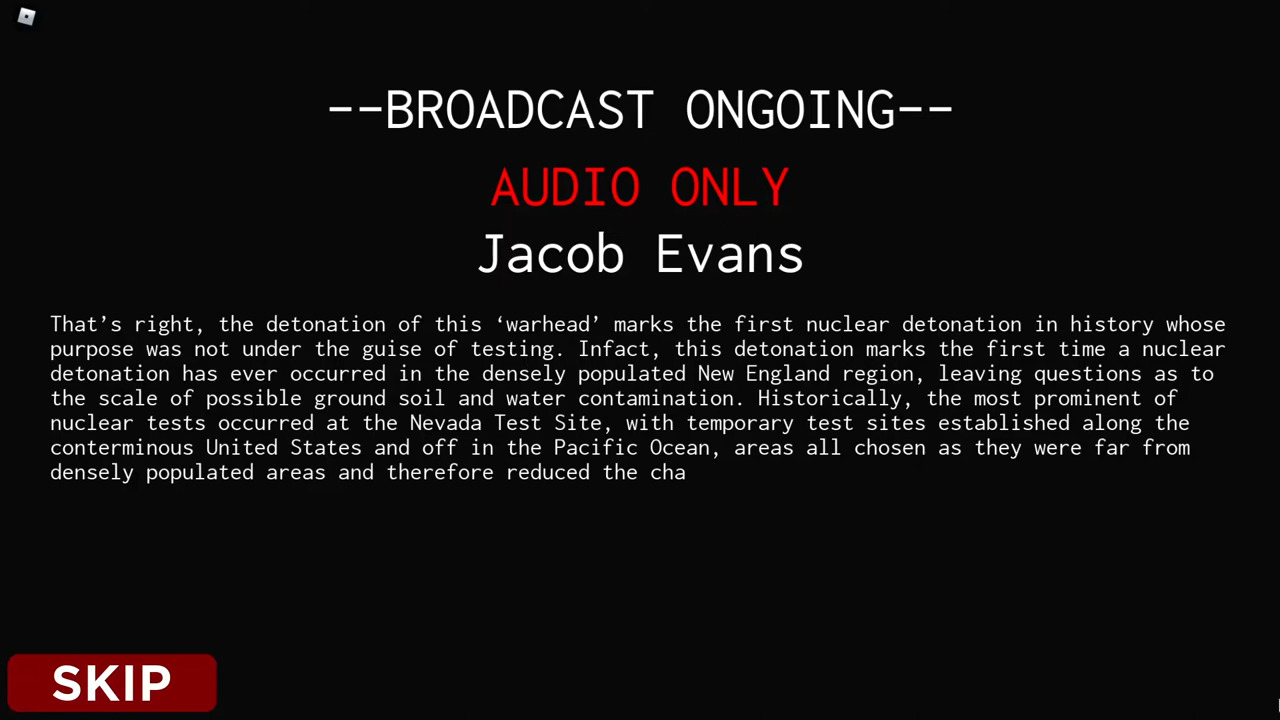 --BROADCAST ONGOING--
AUDIO ONLY
Jacob Evans
That’s right, the detonation of this ‘warhead’ marks the first nuclear detonation in history whose
purpose was not under the guise of testing. Infact, this detonation marks the first time a nuclear
detonation has ever occurred in the densely populated New England region, leaving questions as to
the scale of possible ground soil and water contamination. Historically, the most prominent of
nuclear tests occurred at the Nevada Test Site, with temporary test sites established along the
conterminous United States and off in the Pacific Ocean, areas all chosen as they were far from
densely populated areas and therefore reduced the cha
SKIP